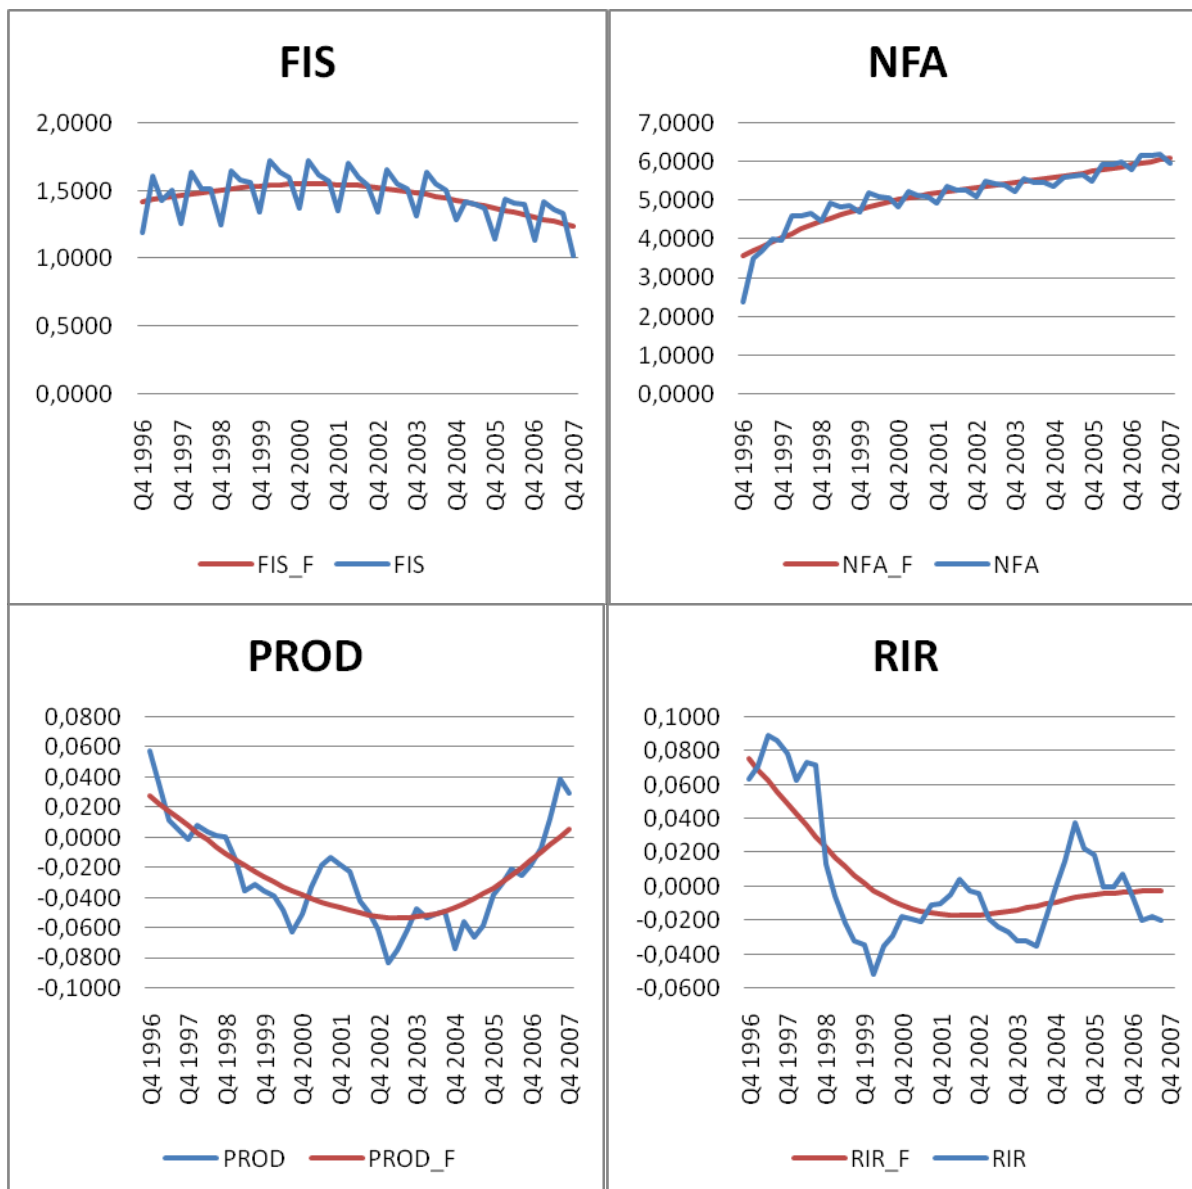 FIS
2,0000
1,5000
1,0000
0,5000
0,0000
Q4 1996
Q4 1997
Q4 1998
Q4 1999
Q4 2000
Q4 2001
Q4 2002
Q4 2003
Q4 2004
Q4 2005
Q4 2006
Q4 2007
FIS_F
FIS
NFA
7,0000
6,0000
5,0000
4,0000
3,0000
2,0000
1,0000
0,0000
Q4 1996
Q4 1997
Q4 1998
Q4 1999
Q4 2000
Q4 2001
Q4 2002
Q4 2003
Q4 2004
Q4 2005
Q4 2006
Q4 2007
NFA_F
NFA
PROD
0,0800
0,0600
0,0400
0,0200
0,0000
-0,0200
-0,0400
-0,0600
-0,0800
-0,1000
Q4 1996
Q4 1997
Q4 1998
Q4 1999
Q4 2000
Q4 2001
Q4 2002
Q4 2003
Q4 2004
Q4 2005
Q4 2006
Q4 2007
PROD
PROD_F
RIR
0,1000
0,0800
0,0600
0,0400
0,0200
0,0000
-0,0200
-0,0400
-0,0600
Q4 1996
Q4 1997
Q4 1998
Q4 1999
Q4 2000
Q4 2001
Q4 2002
Q4 2003
Q4 2004
Q4 2005
Q4 2006
Q4 2007
RIR_F
RIR